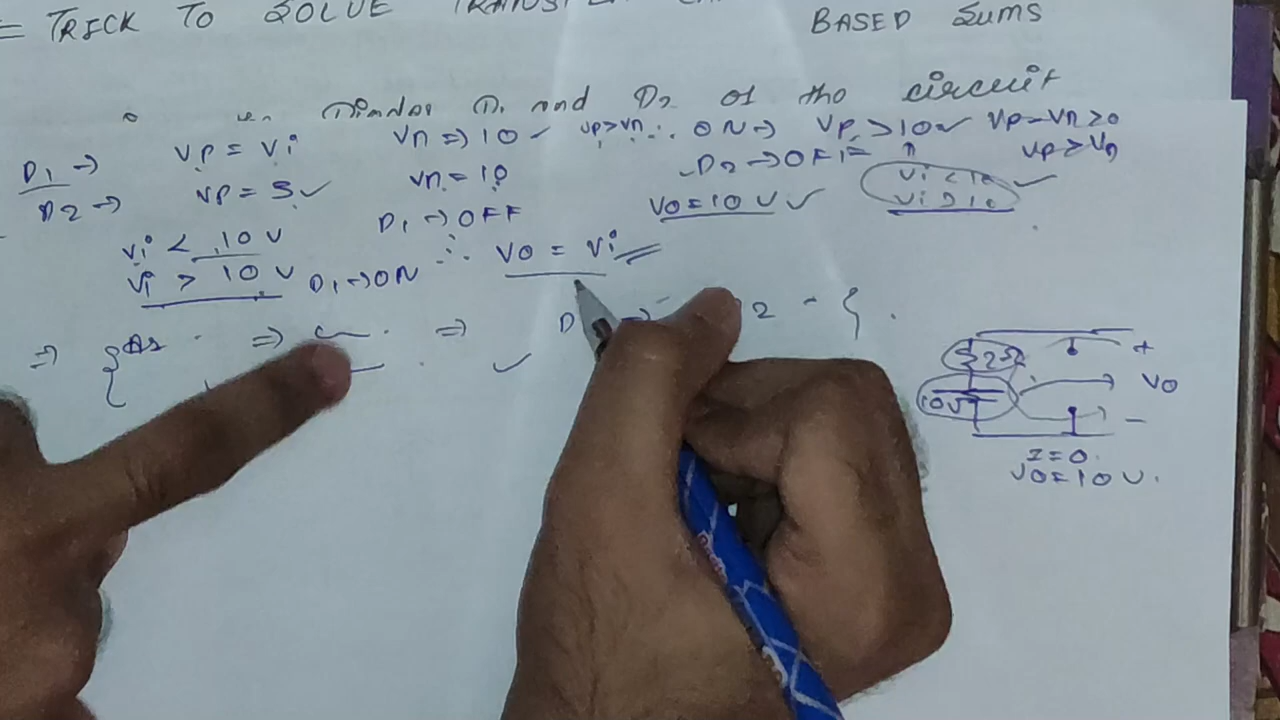 = TRICK TO SOLVE
BASED SUMS
Diodes D1 and D2 of the circuit
D1 → VP = Vi Vn ⇒ 10 ✓ VP>Vn ∴ ON → VP > 10 ✓ VP-Vn>0
D2 → VP = 5 ✓ Vn = 10 D2 → OFF VP > Vn
Vi < 10 ✓
Vi > 10
D1 → OFF Vo = 10 V ✓
Vi < 10 V ∴ Vo = Vi
Vi > 10 V D1 → ON
⇒ { ⇒ ⇒ D → 2 - {
✓
2Ω +
10V Vo
-
I = 0
Vo = 10 V.